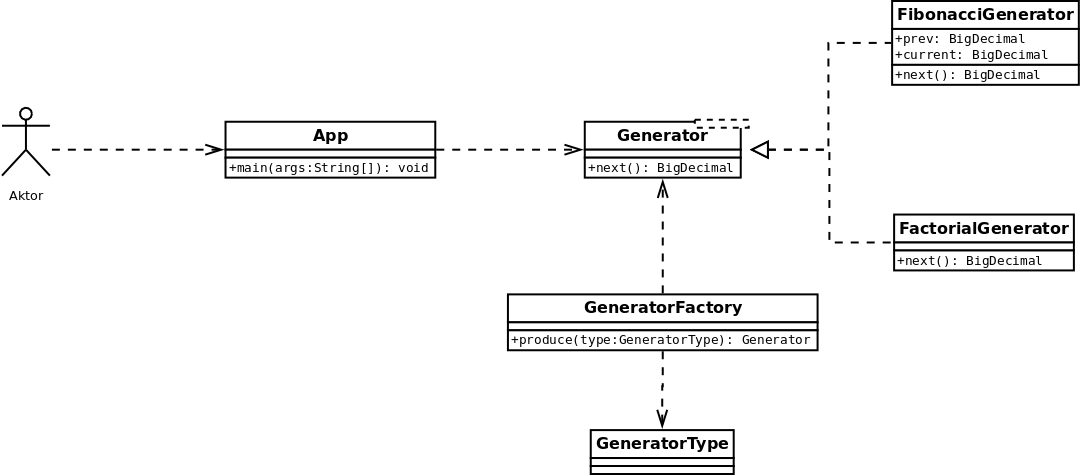 FibonacciGenerator
+prev: BigDecimal
+current: BigDecimal
+next(): BigDecimal
Aktor
App
+main(args:String[]): void
Generator
+next(): BigDecimal
FactorialGenerator
+next(): BigDecimal
GeneratorFactory
+produce(type:GeneratorType): Generator
GeneratorType